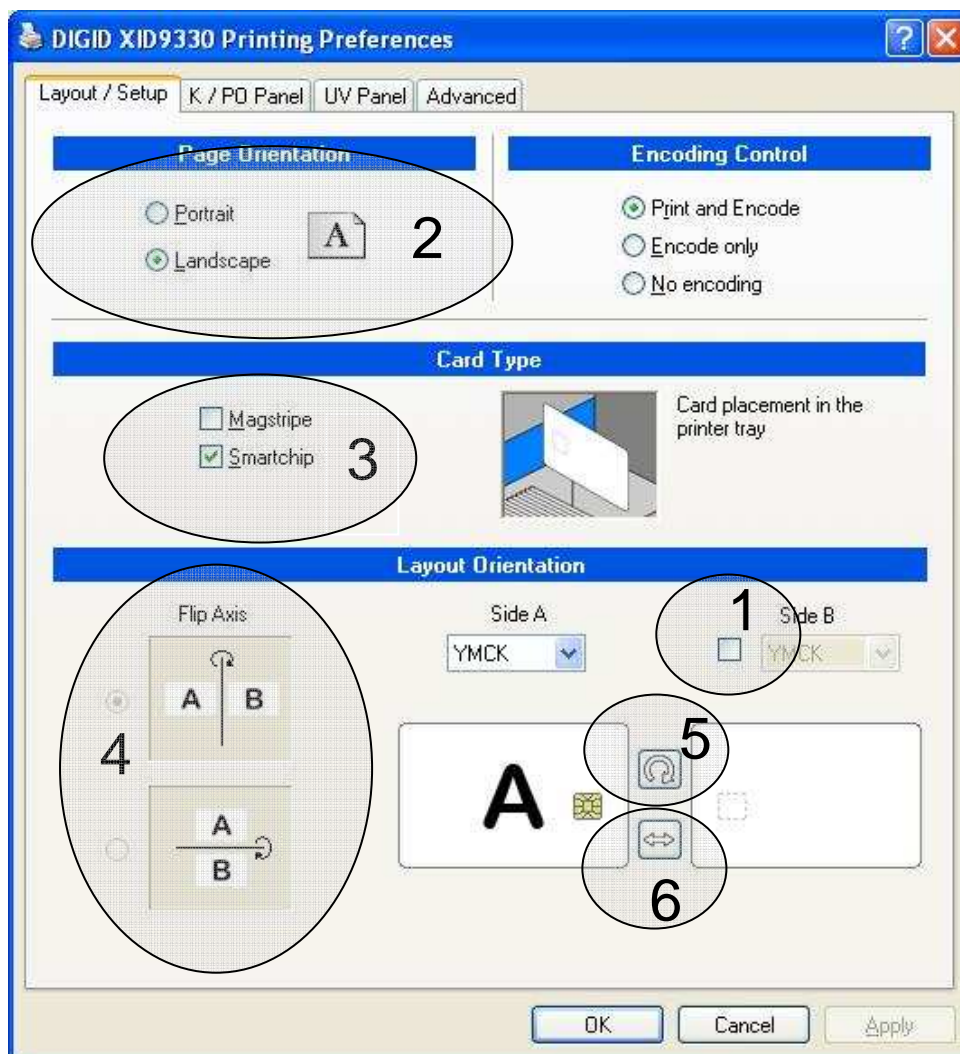 DIGID XID9330 Printing Preferences
Layout / Setup K / PO Panel UV Panel Advanced
Page Orientation
Portrait
Landscape
A
2
Encoding Control
Print and Encode
Encode only
No encoding
Card Type
Magstripe
Smartchip
3
Card placement in the
printer tray
Layout Orientation
Flip Axis
A B
4
A
B
Side A
YMCK
1
Side B
YMCK
A
5
6
OK Cancel Apply